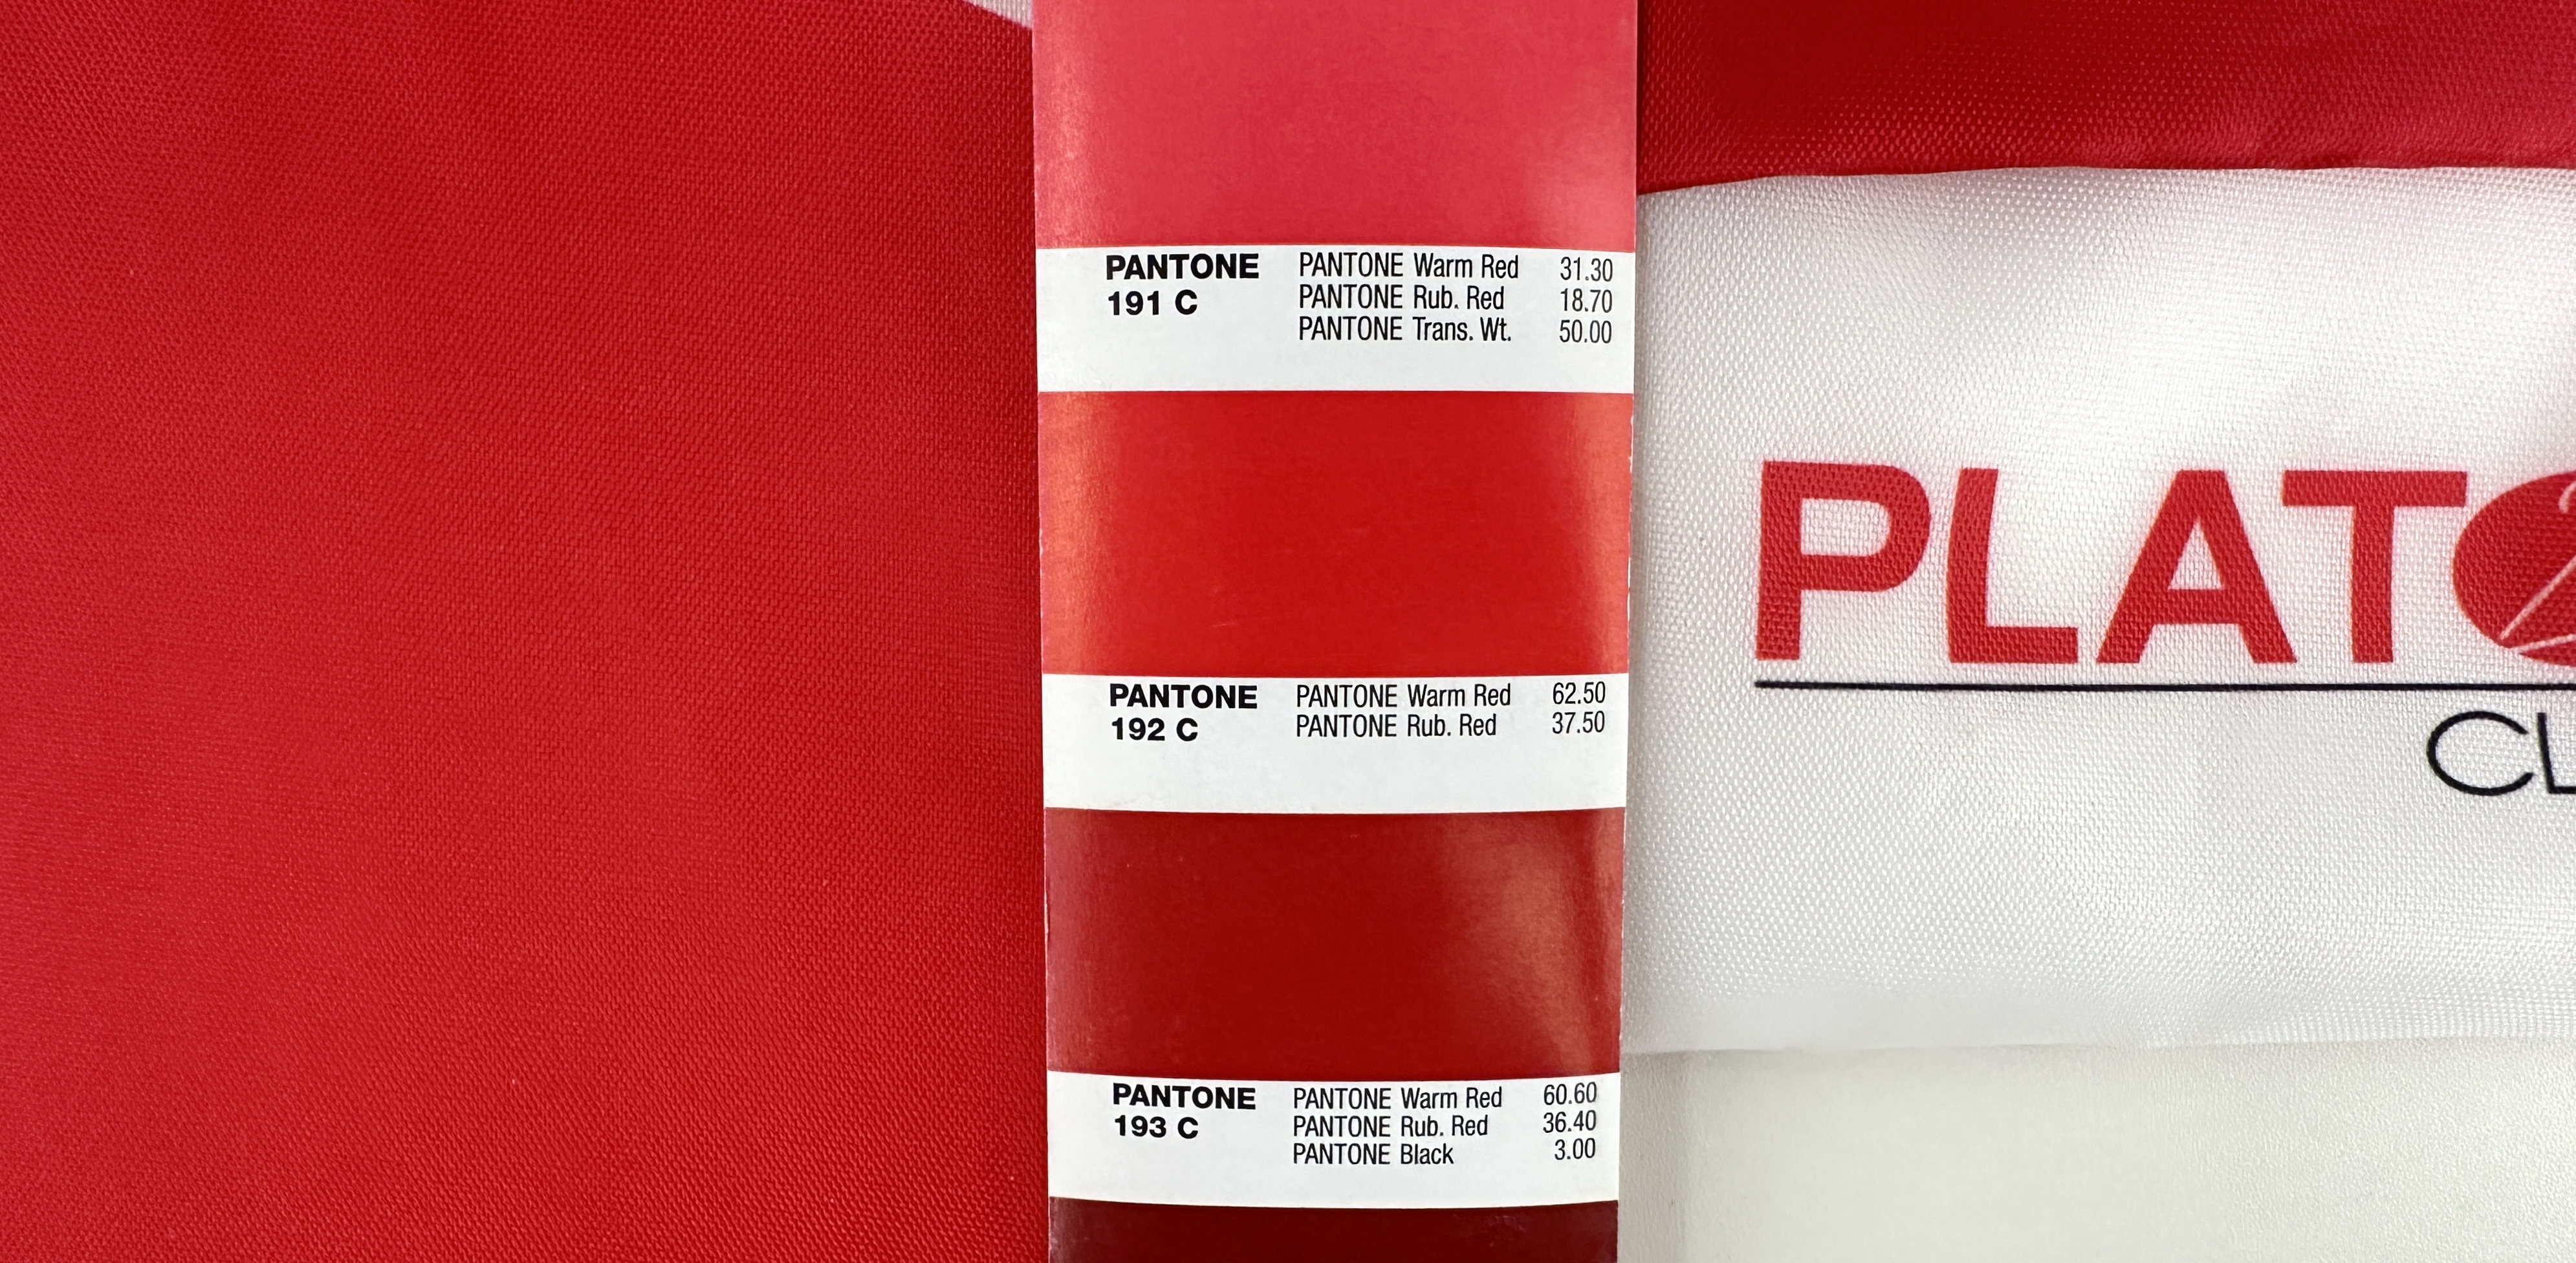 PANTONE PANTONE Warm Red 31.30
191 C PANTONE Rub. Red 18.70
PANTONE Trans. Wt. 50.00
PANTONE PANTONE Warm Red 62.50
192 C PANTONE Rub. Red 37.50
PANTONE PANTONE Warm Red 60.60
193 C PANTONE Rub. Red 36.40
PANTONE Black 3.00
PLAT
CL